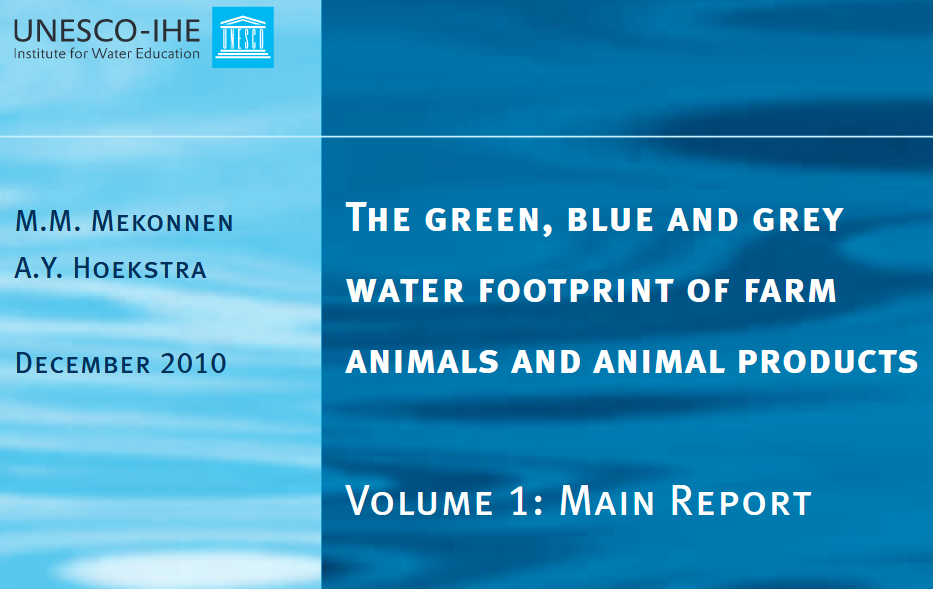 UNESCO-IHE
Institute for Water Education
UNESCO
M.M. Mekonnen
A.Y. Hoekstra
December 2010
The green, blue and grey
water footprint of farm
animals and animal products
Volume 1: Main Report